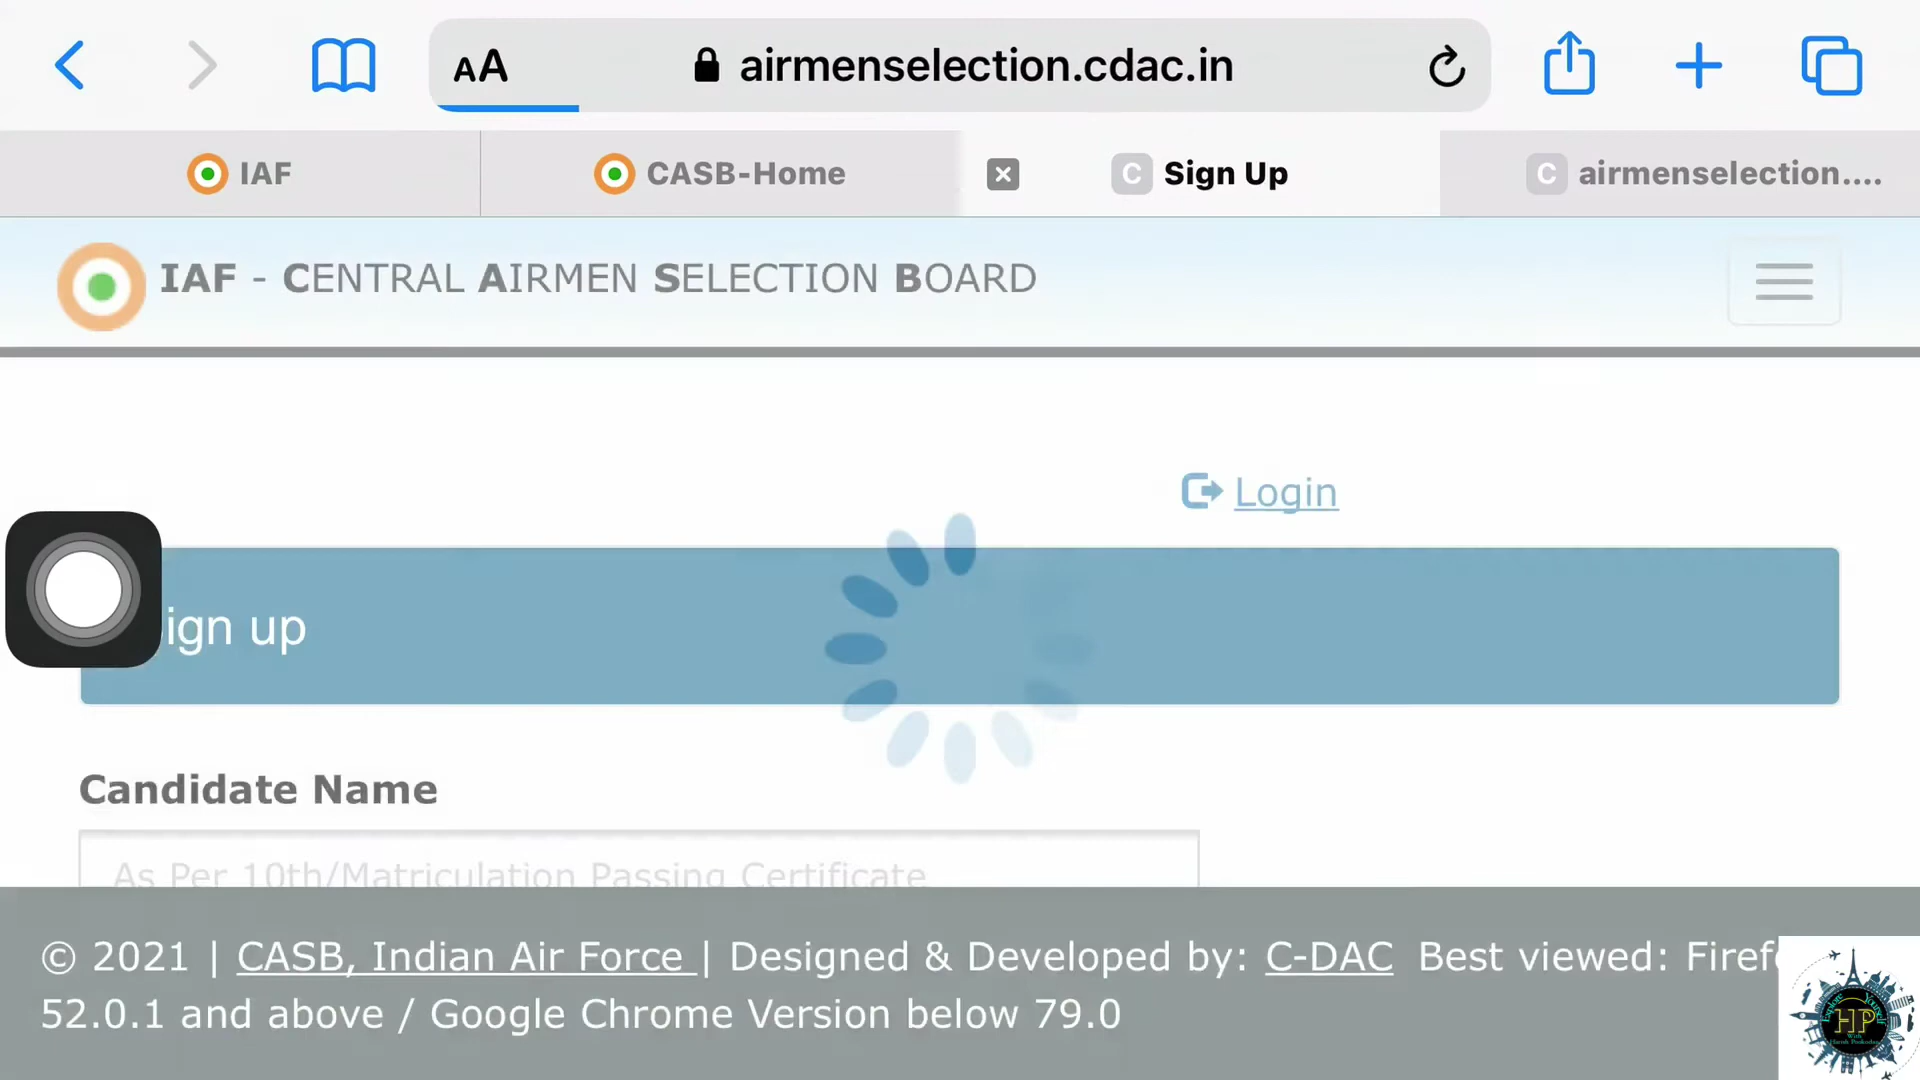 AA airmenselection.cdac.in
IAF
CASB-Home
C Sign Up
C airmenselection....
IAF - CENTRAL AIRMEN SELECTION BOARD
Login
ign up
Candidate Name
As Per 10th/Matriculation Passing Certificate
© 2021 | CASB, Indian Air Force | Designed & Developed by: C-DAC Best viewed: Firef
52.0.1 and above / Google Chrome Version below 79.0
HP